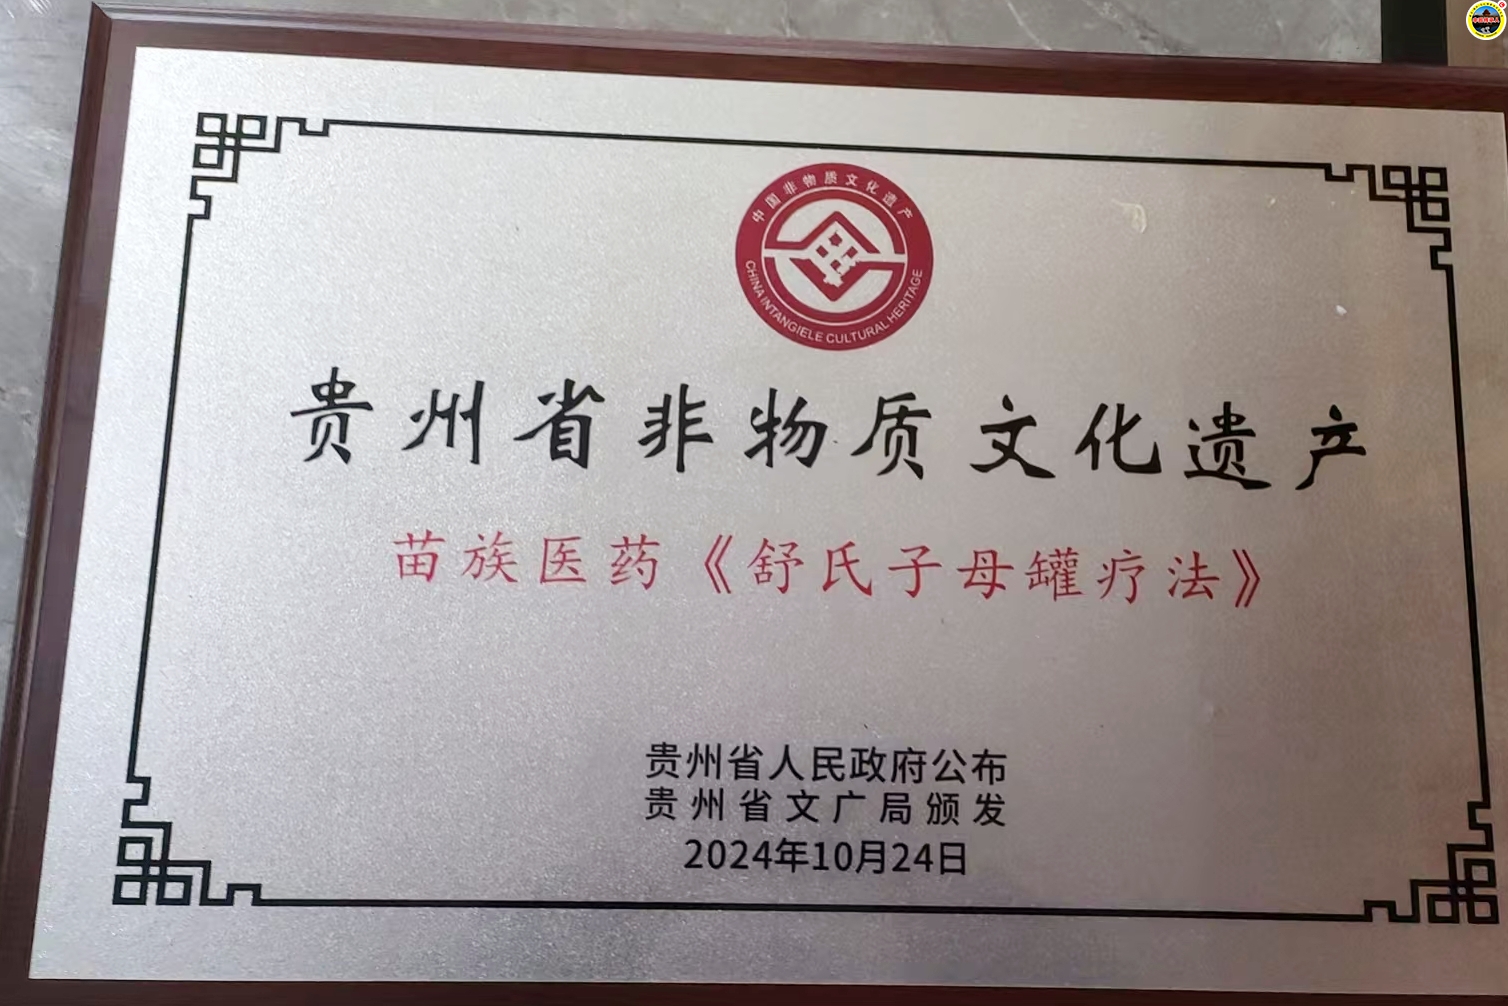 中国非物质文化遗产
CHINA INTANGIELE CULTURAL HERITAGE
贵州省非物质文化遗产
苗族医药《舒氏子母罐疗法》
贵州省人民政府公布
贵州省文广局颁发
2024年10月24日